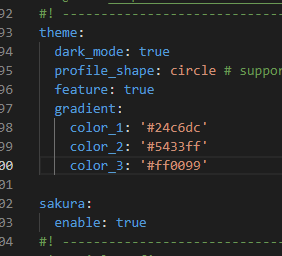 92 #! ------------------------------
93 theme:
94 dark_mode: true
95 profile_shape: circle # suppor
96 feature: true
97 gradient:
98 color_1: '#24c6dc'
99 color_2: '#5433ff'
00 color_3: '#ff0099'
01
02 sakura:
03 enable: true
04 #! ------------------------------